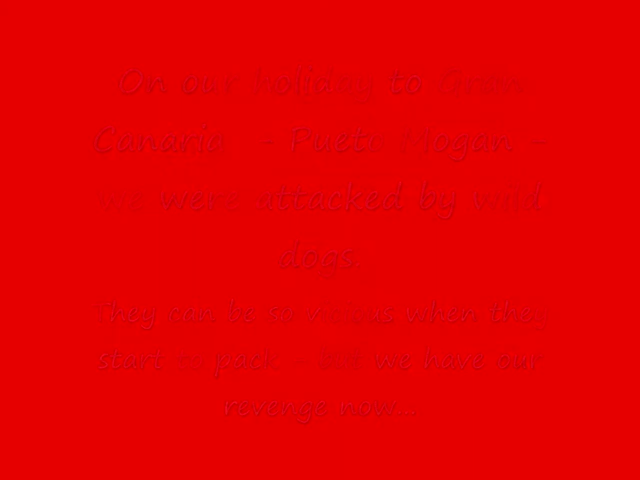 On our holiday to Gran
Canaria - Pueto Mogan -
we were attacked by wild
dogs
They can be so vicious when they
start to pack - BUT we have our
revenge now...